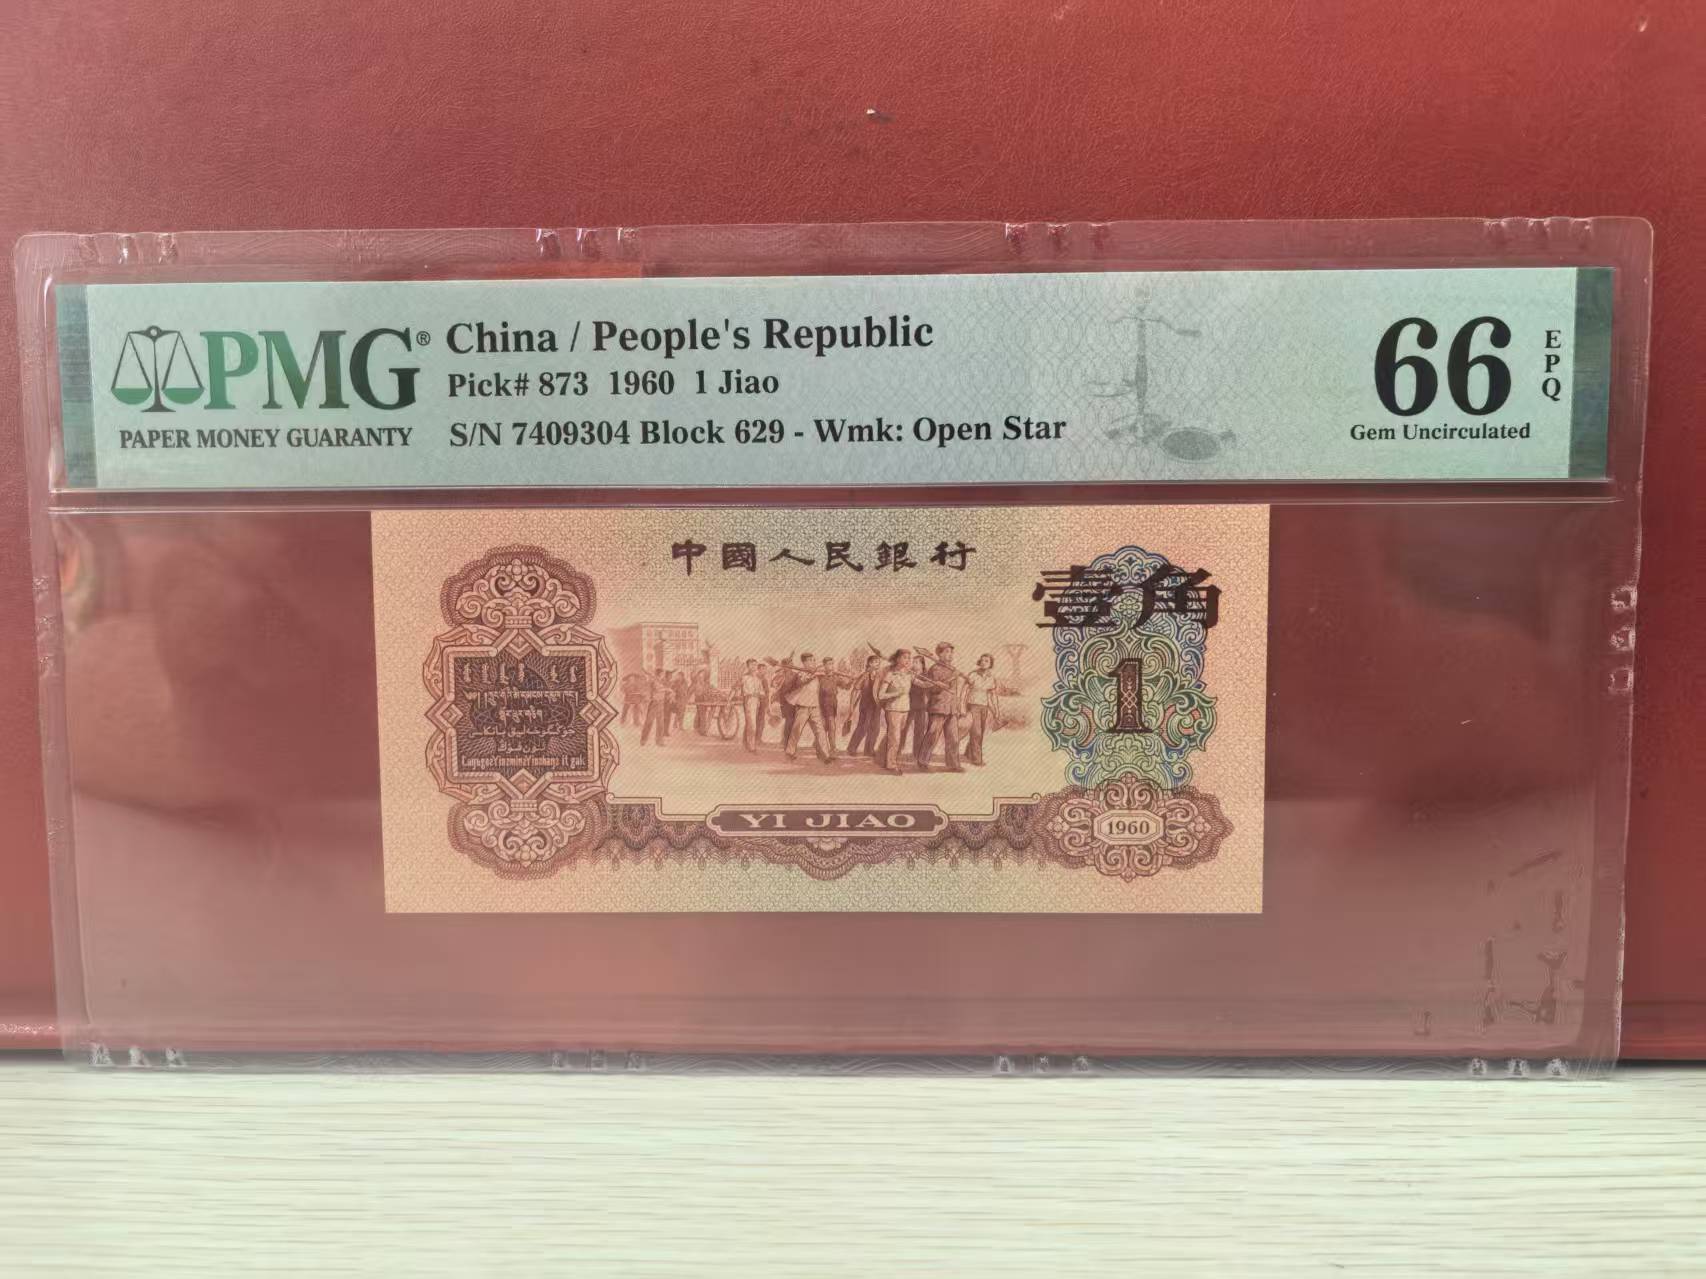 PMG®
PAPER MONEY GUARANTY
China / People's Republic
Pick# 873 1960 1 Jiao
S/N 7409304 Block 629 - Wmk: Open Star
66
EPQ
Gem Uncirculated
中國人民銀行
壹角
1
YI JIAO
1960